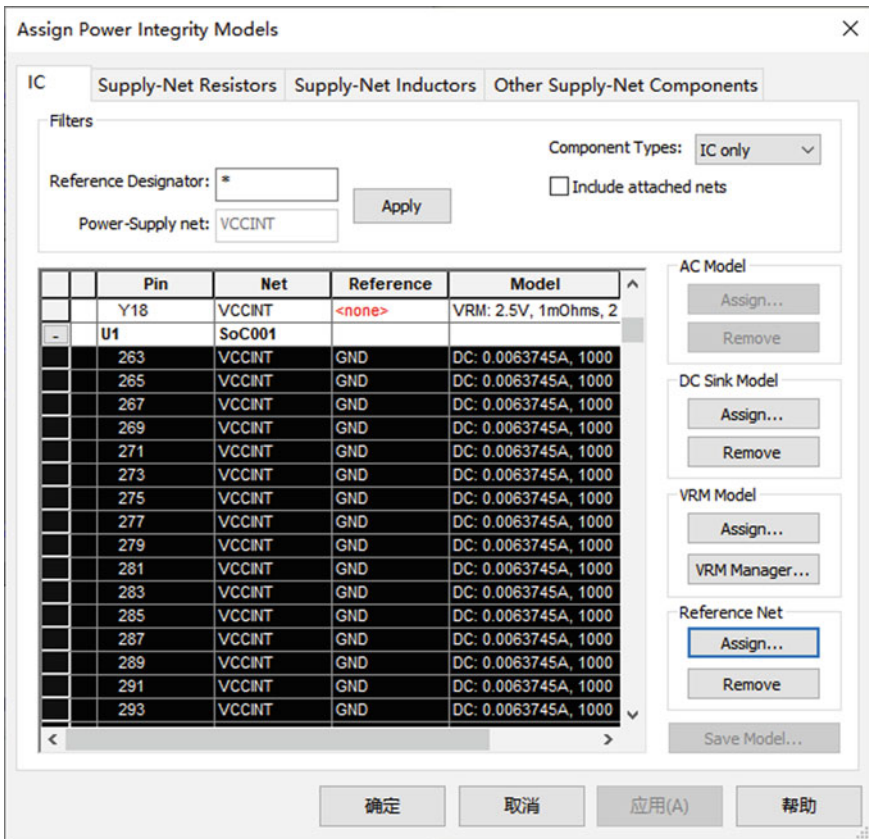 Assign Power Integrity Models
IC Supply-Net Resistors Supply-Net Inductors Other Supply-Net Components
Filters
Component Types: IC only
Reference Designator: *
Include attached nets
Apply
Power-Supply net: VCCINT
Pin Net Reference Model
Y18 VCCINT <none> VRM: 2.5V, 1mOhms, 2
- U1 SoC001
263 VCCINT GND DC: 0.0063745A, 1000
265 VCCINT GND DC: 0.0063745A, 1000
267 VCCINT GND DC: 0.0063745A, 1000
269 VCCINT GND DC: 0.0063745A, 1000
271 VCCINT GND DC: 0.0063745A, 1000
273 VCCINT GND DC: 0.0063745A, 1000
275 VCCINT GND DC: 0.0063745A, 1000
277 VCCINT GND DC: 0.0063745A, 1000
279 VCCINT GND DC: 0.0063745A, 1000
281 VCCINT GND DC: 0.0063745A, 1000
283 VCCINT GND DC: 0.0063745A, 1000
285 VCCINT GND DC: 0.0063745A, 1000
287 VCCINT GND DC: 0.0063745A, 1000
289 VCCINT GND DC: 0.0063745A, 1000
291 VCCINT GND DC: 0.0063745A, 1000
293 VCCINT GND DC: 0.0063745A, 1000
AC Model
Assign...
Remove
DC Sink Model
Assign...
Remove
VRM Model
Assign...
VRM Manager...
Reference Net
Assign...
Remove
Save Model...
确定 取消 应用(A) 帮助